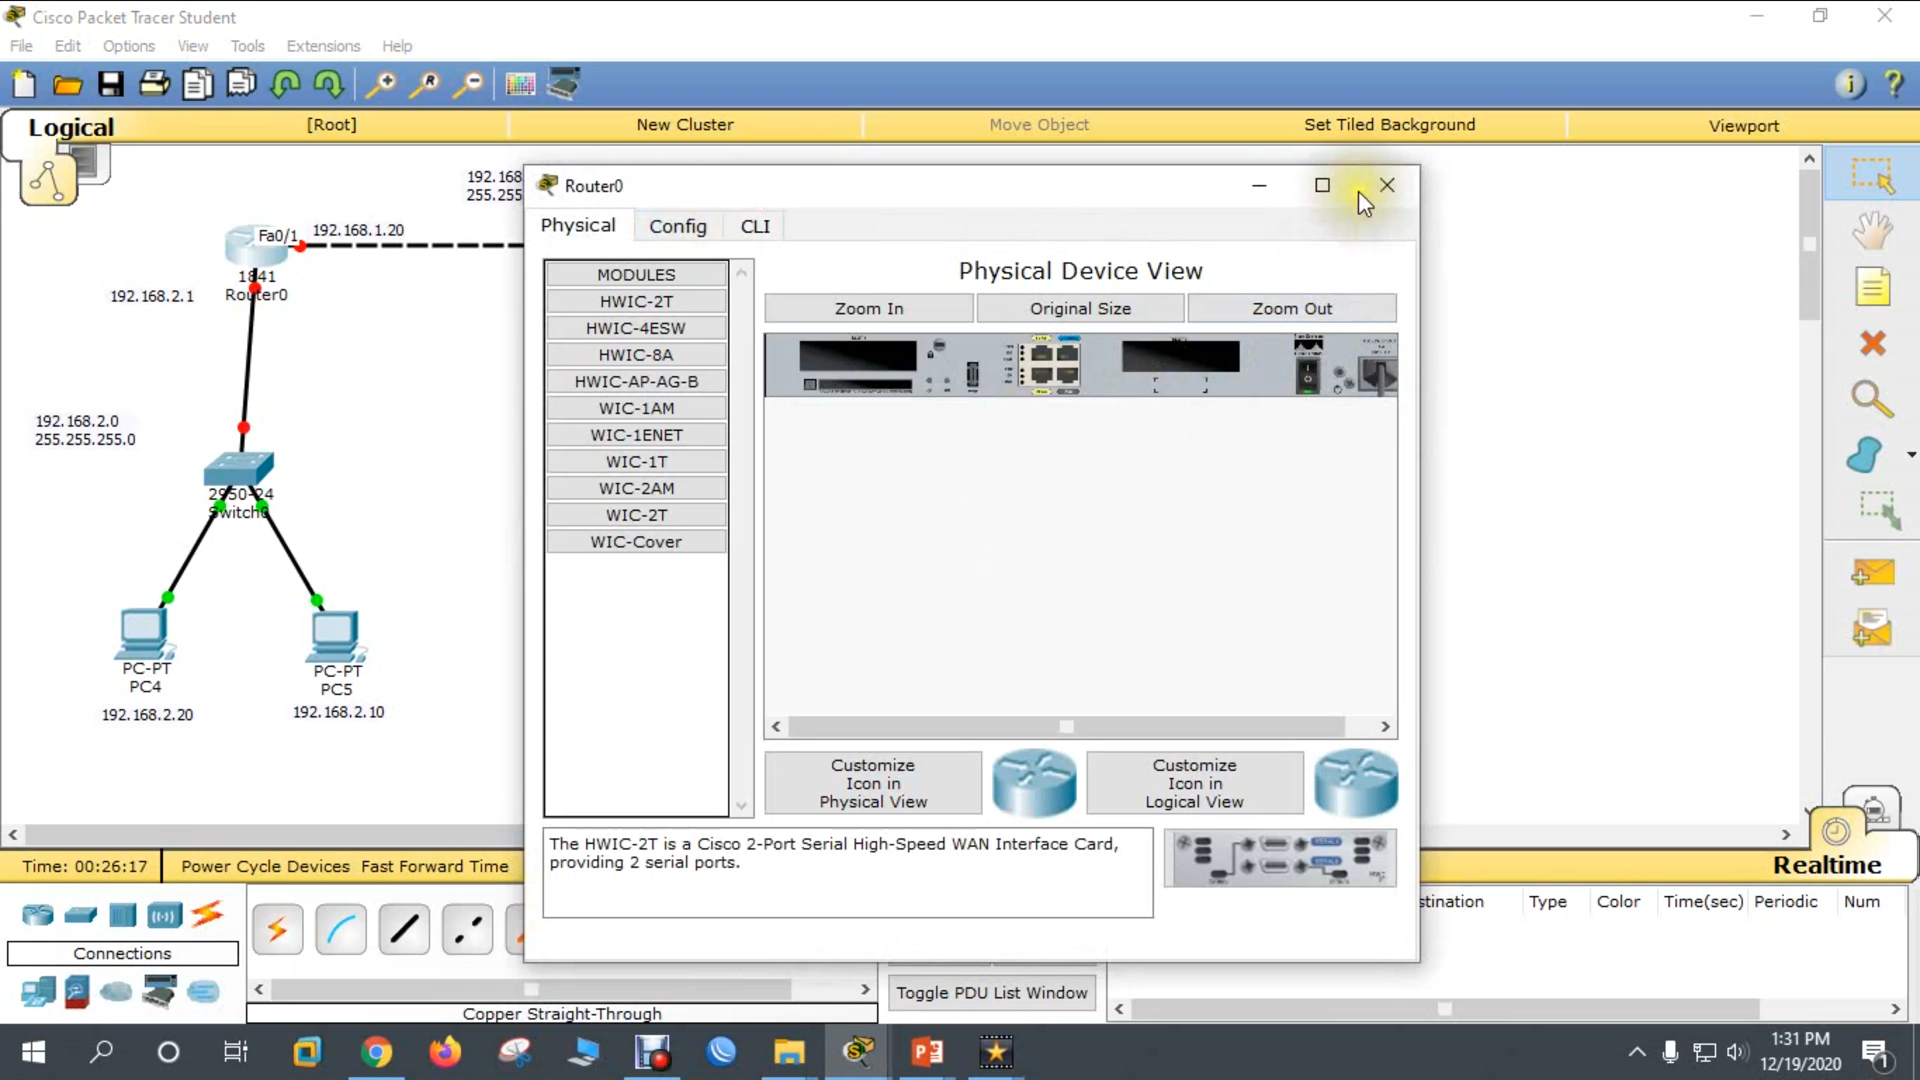 Cisco Packet Tracer Student
File Edit Options View Tools Extensions Help
Logical [Root] New Cluster Move Object Set Tiled Background Viewport
192.168
255.255
Router0
Physical Config CLI
Fa0/1 192.168.1.20
1841
Router0
192.168.2.1
192.168.2.0
255.255.255.0
2950-24
Switch0
PC-PT
PC4
192.168.2.20
PC-PT
PC5
192.168.2.10
MODULES
HWIC-2T
HWIC-4ESW
HWIC-8A
HWIC-AP-AG-B
WIC-1AM
WIC-1ENET
WIC-1T
WIC-2AM
WIC-2T
WIC-Cover
Physical Device View
Zoom In Original Size Zoom Out
Customize
Icon in
Physical View
Customize
Icon in
Logical View
The HWIC-2T is a Cisco 2-Port Serial High-Speed WAN Interface Card,
providing 2 serial ports.
Time: 00:26:17 Power Cycle Devices Fast Forward Time
Realtime
stination Type Color Time(sec) Periodic Num
Connections
Copper Straight-Through
Toggle PDU List Window
1:31 PM
12/19/2020
1